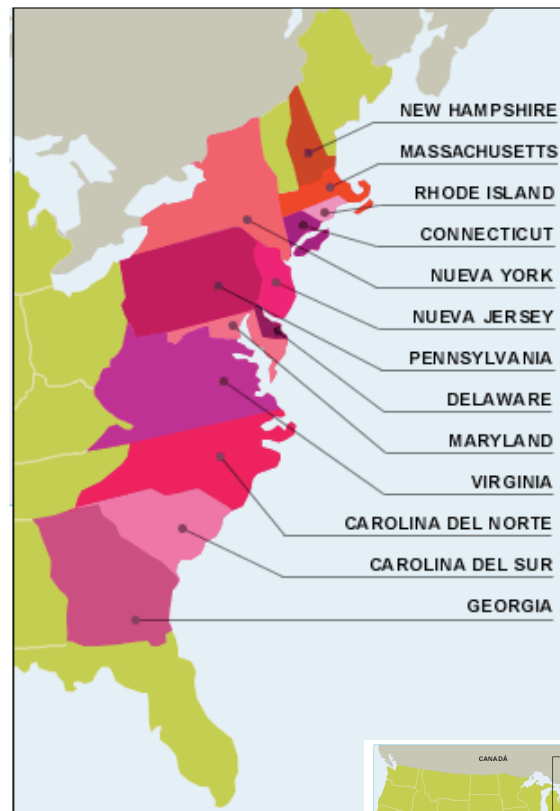 NEW HAMPSHIRE
MASSACHUSETTS
RHODE ISLAND
CONNECTICUT
NUEVA YORK
NUEVA JERSEY
PENNSYLVANIA
DELAWARE
MARYLAND
VIRGINIA
CAROLINA DEL NORTE
CAROLINA DEL SUR
GEORGIA
CANADÁ